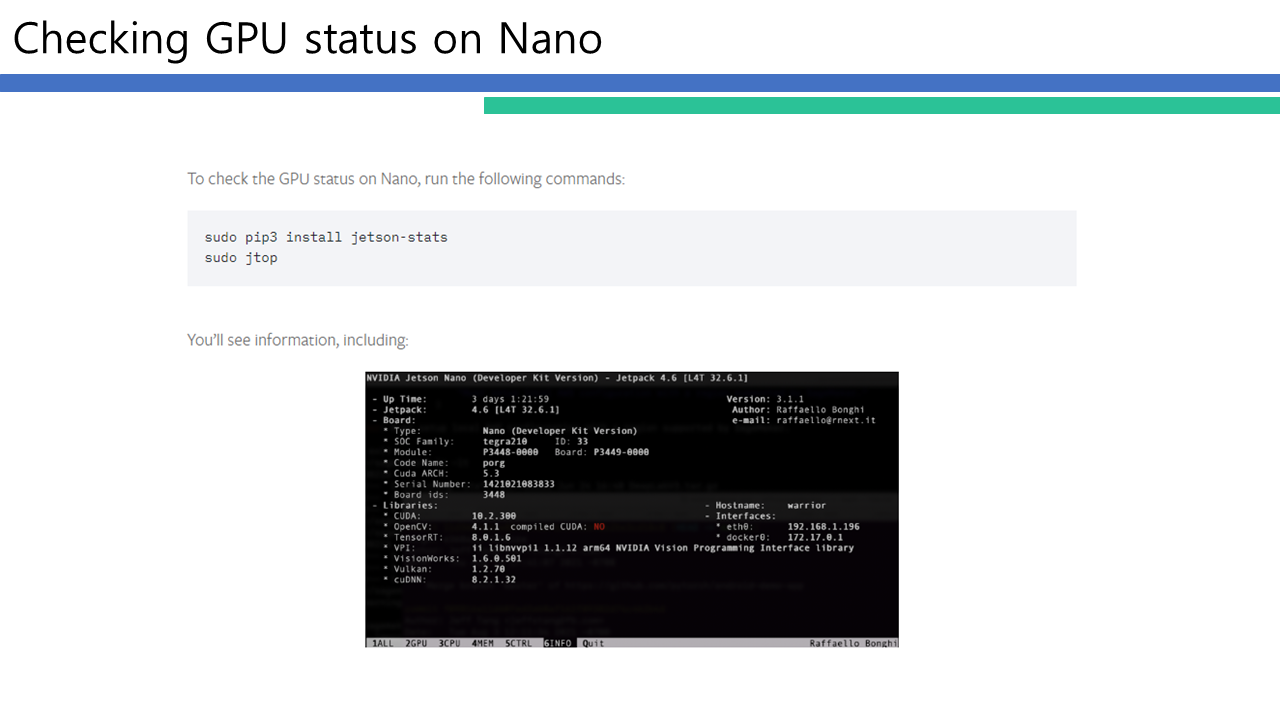 Checking GPU status on Nano
To check the GPU status on Nano, run the following commands:
sudo pip3 install jetson-stats
sudo jtop
You'll see information, including:
NVIDIA Jetson Nano (Developer Kit Version) - Jetpack 4.6 [L4T 32.6.1]
- Up Time: 3 days 1:21:59 Version: 3.1.1
- Jetpack: 4.6 [L4T 32.6.1] Author: Raffaello Bonghi
- Board: e-mail: raffaello@rnext.it
* Type: Nano (Developer Kit Version)
* SOC Family: tegra210 ID: 33
* Module: P3448-0000 Board: P3449-0000
* Code Name: porg
* Cuda ARCH: 5.3
* Serial Number: 1421021083833
* Board ids: 3448
- Libraries: - Hostname: warrior
* CUDA: 10.2.300 - Interfaces:
* OpenCV: 4.1.1 compiled CUDA: NO * eth0: 192.168.1.196
* TensorRT: 8.0.1.6 * docker0: 172.17.0.1
* VPI: ii libnvvpi1 1.1.12 arm64 NVIDIA Vision Programming Interface library
* VisionWorks: 1.6.0.501
* Vulkan: 1.2.70
* cuDNN: 8.2.1.32
1ALL 2GPU 3CPU 4MEM 5CTRL 6INFO Quit Raffaello Bonghi